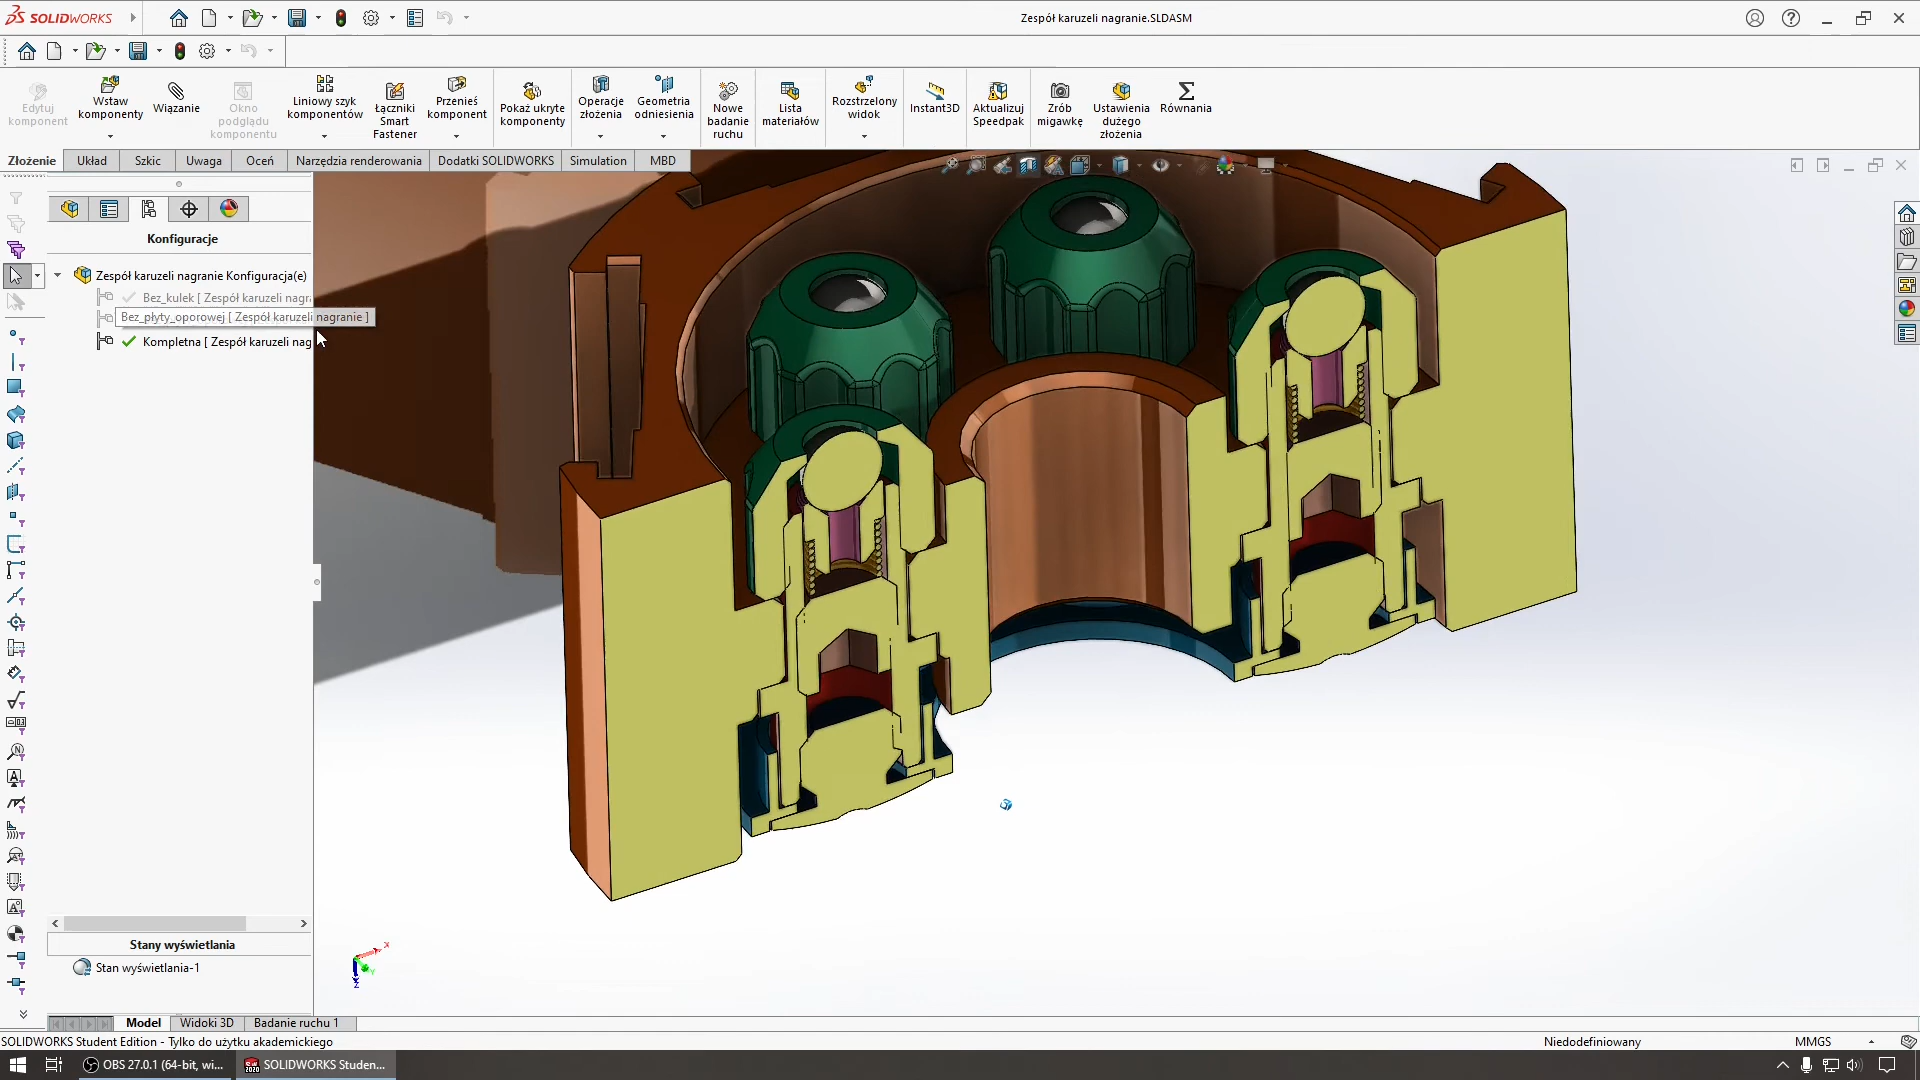 SOLIDWORKS
Zespół karuzeli nagranie.SLDASM
Edytuj komponent
Wstaw komponenty
Wiązanie
Okno podglądu komponentu
Liniowy szyk komponentów
Łączniki Smart Fastener
Przenieś komponent
Pokaż ukryte komponenty
Operacje złożenia
Geometria odniesienia
Nowe badanie ruchu
Lista materiałów
Rozstrzelony widok
Instant3D
Aktualizuj Speedpak
Zrób migawkę
Ustawienia dużego złożenia
Równania
Złożenie Układ Szkic Uwaga Oceń Narzędzia renderowania Dodatki SOLIDWORKS Simulation MBD
Konfiguracje
Zespół karuzeli nagranie Konfiguracja(e)
Bez_kulek [ Zespół karuzeli nagr
Bez_płyty_oporowej [ Zespół karuzeli nagranie ]
Kompletna [ Zespół karuzeli nag
Stany wyświetlania
Stan wyświetlania-1
X
Y
Z
Model Widoki 3D Badanie ruchu 1
SOLIDWORKS Student Edition - Tylko do użytku akademickiego Niedodefiniowany MMGS
OBS 27.0.1 (64-bit, wi... SOLIDWORKS Studen...